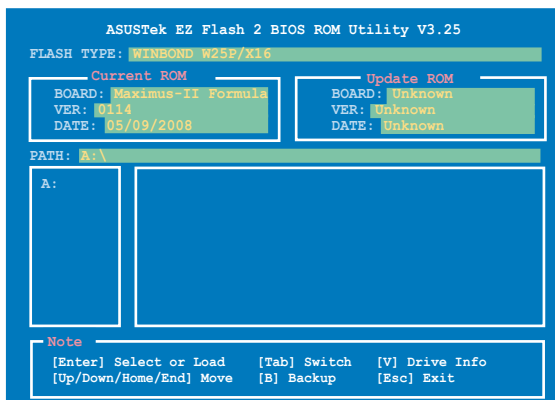 ASUSTek EZ Flash 2 BIOS ROM Utility V3.25
FLASH TYPE: WINBOND W25P/X16
Current ROM
BOARD: Maximus-II Formula
VER: 0114
DATE: 05/09/2008
Update ROM
BOARD: Unknown
VER: Unknown
DATE: Unknown
PATH: A:\
A:
Note
[Enter] Select or Load [Tab] Switch [V] Drive Info
[Up/Down/Home/End] Move [B] Backup [Esc] Exit